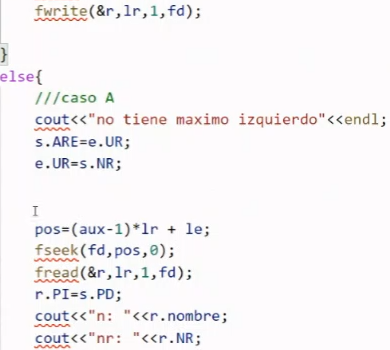 fwrite(&r,lr,1,fd);
}
else{
///caso A
cout<<"no tiene maximo izquierdo"<<endl;
s.ARE=e.UR;
e.UR=s.NR;
pos=(aux-1)*lr + le;
fseek(fd,pos,0);
fread(&r,lr,1,fd);
r.PI=s.PD;
cout<<"n: "<<r.nombre;
cout<<"nr: "<<r.NR;